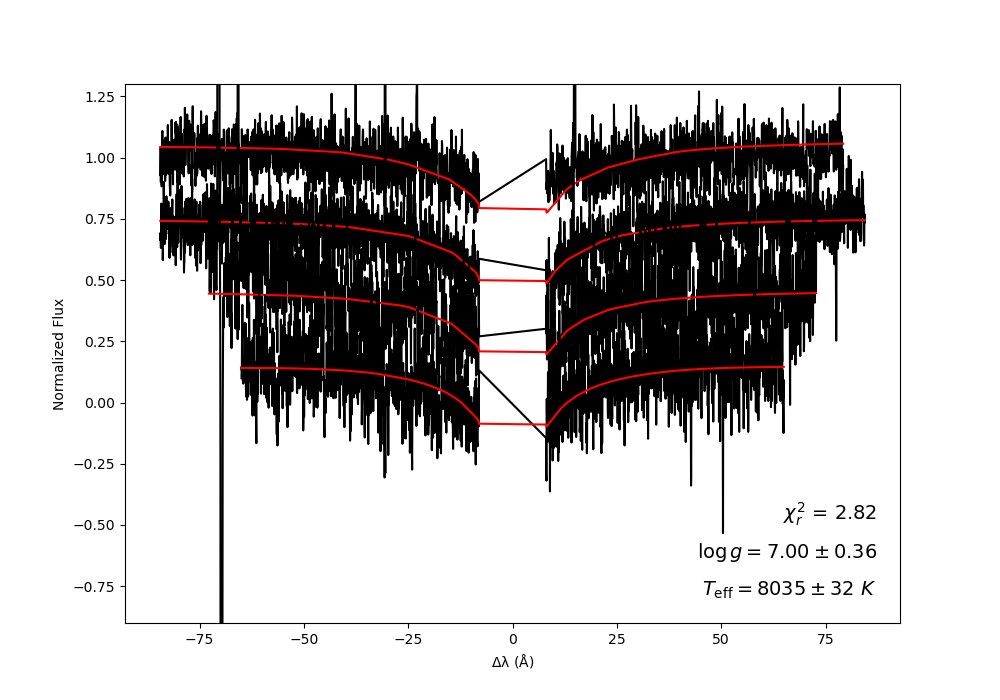 1.25
1.00
0.75
0.50
0.25
0.00
−0.25
−0.50
−0.75
Normalized Flux
χ²ᵣ = 2.82
log g = 7.00 ± 0.36
T_eff = 8035 ± 32 K
−75 −50 −25 0 25 50 75
Δλ (Å)